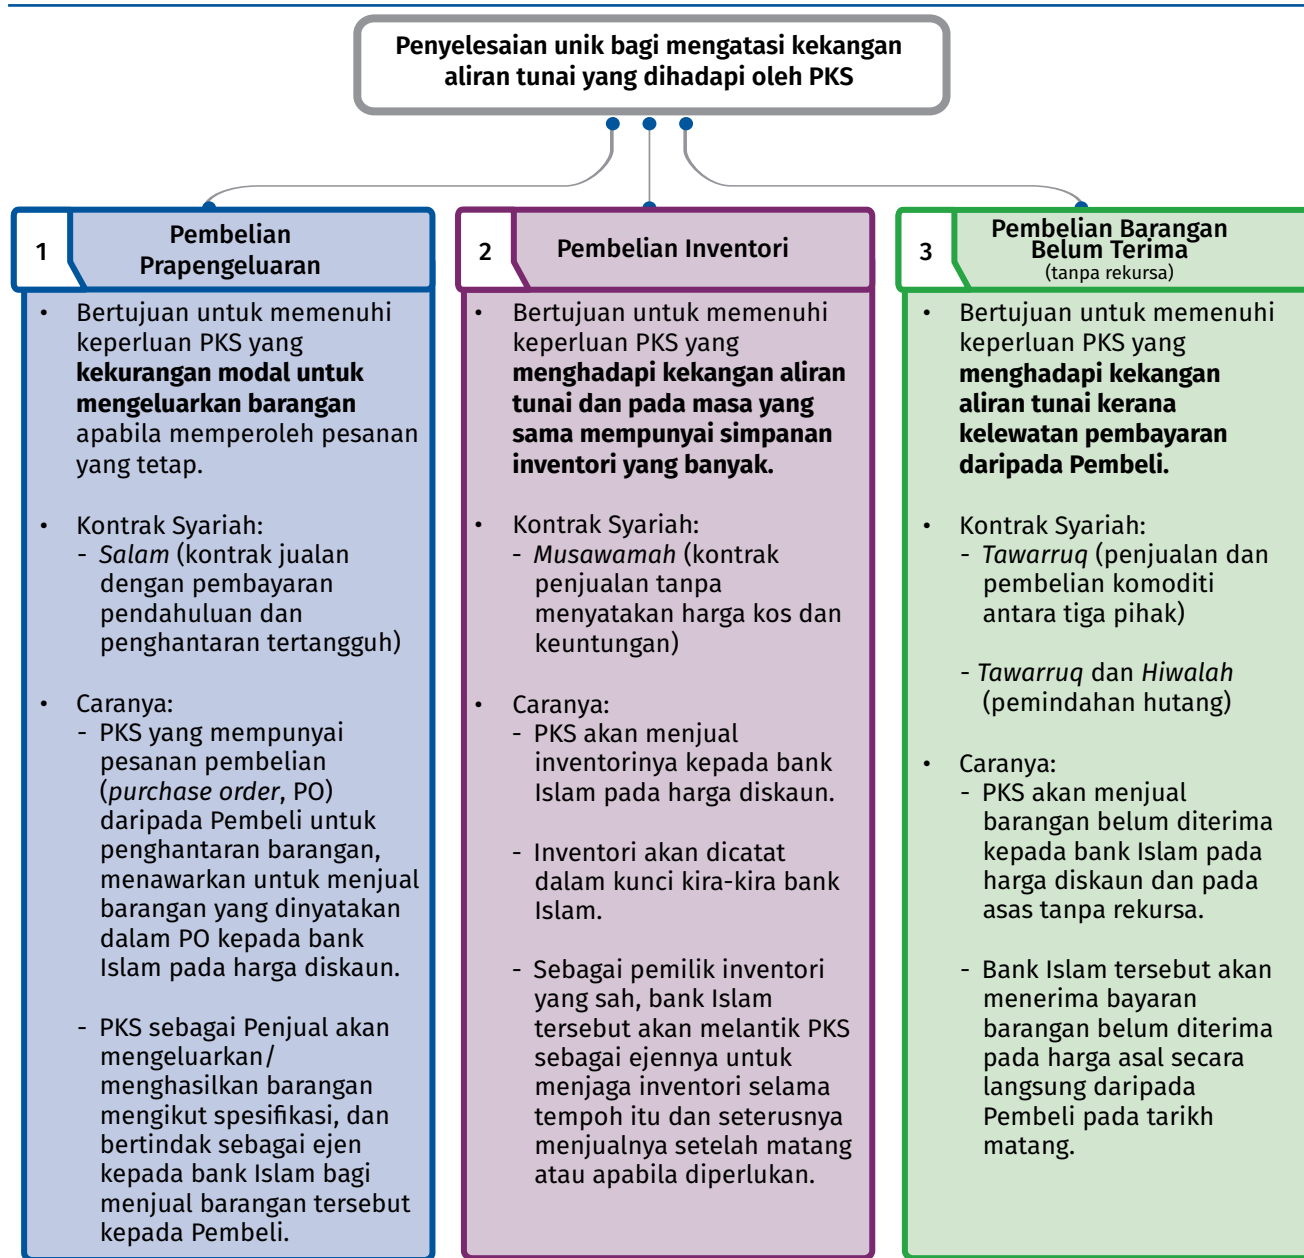 Penyelesaian unik bagi mengatasi kekangan
aliran tunai yang dihadapi oleh PKS
1
Pembelian
Prapengeluaran
• Bertujuan untuk memenuhi
keperluan PKS yang
kekurangan modal untuk
mengeluarkan barangan
apabila memperoleh pesanan
yang tetap.
• Kontrak Syariah:
- Salam (kontrak jualan
dengan pembayaran
pendahuluan dan
penghantaran tertangguh)
• Caranya:
- PKS yang mempunyai
pesanan pembelian
(purchase order, PO)
daripada Pembeli untuk
penghantaran barangan,
menawarkan untuk menjual
barangan yang dinyatakan
dalam PO kepada bank
Islam pada harga diskaun.
- PKS sebagai Penjual akan
mengeluarkan/
menghasilkan barangan
mengikut spesifikasi, dan
bertindak sebagai ejen
kepada bank Islam bagi
menjual barangan tersebut
kepada Pembeli.
2
Pembelian Inventori
• Bertujuan untuk memenuhi
keperluan PKS yang
menghadapi kekangan aliran
tunai dan pada masa yang
sama mempunyai simpanan
inventori yang banyak.
• Kontrak Syariah:
- Musawamah (kontrak
penjualan tanpa
menyatakan harga kos dan
keuntungan)
• Caranya:
- PKS akan menjual
inventorinya kepada bank
Islam pada harga diskaun.
- Inventori akan dicatat
dalam kunci kira-kira bank
Islam.
- Sebagai pemilik inventori
yang sah, bank Islam
tersebut akan melantik PKS
sebagai ejennya untuk
menjaga inventori selama
tempoh itu dan seterusnya
menjualnya setelah matang
atau apabila diperlukan.
3
Pembelian Barangan
Belum Terima
(tanpa rekursa)
• Bertujuan untuk memenuhi
keperluan PKS yang
menghadapi kekangan
aliran tunai kerana
kelewatan pembayaran
daripada Pembeli.
• Kontrak Syariah:
- Tawarruq (penjualan dan
pembelian komoditi
antara tiga pihak)
- Tawarruq dan Hiwalah
(pemindahan hutang)
• Caranya:
- PKS akan menjual
barangan belum diterima
kepada bank Islam pada
harga diskaun dan pada
asas tanpa rekursa.
- Bank Islam tersebut akan
menerima bayaran
barangan belum diterima
pada harga asal secara
langsung daripada
Pembeli pada tarikh
matang.